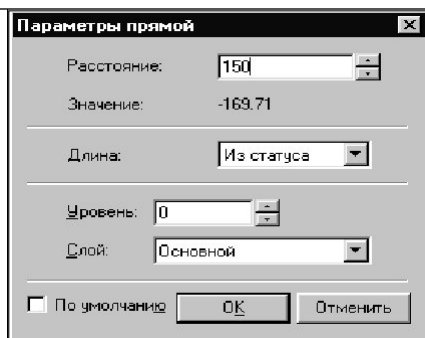 Параметры прямой
Расстояние: 150
Значение: -169.71
Длина: Из статуса
Уровень: 0
Слой: Основной
По умолчанию OK Отменить